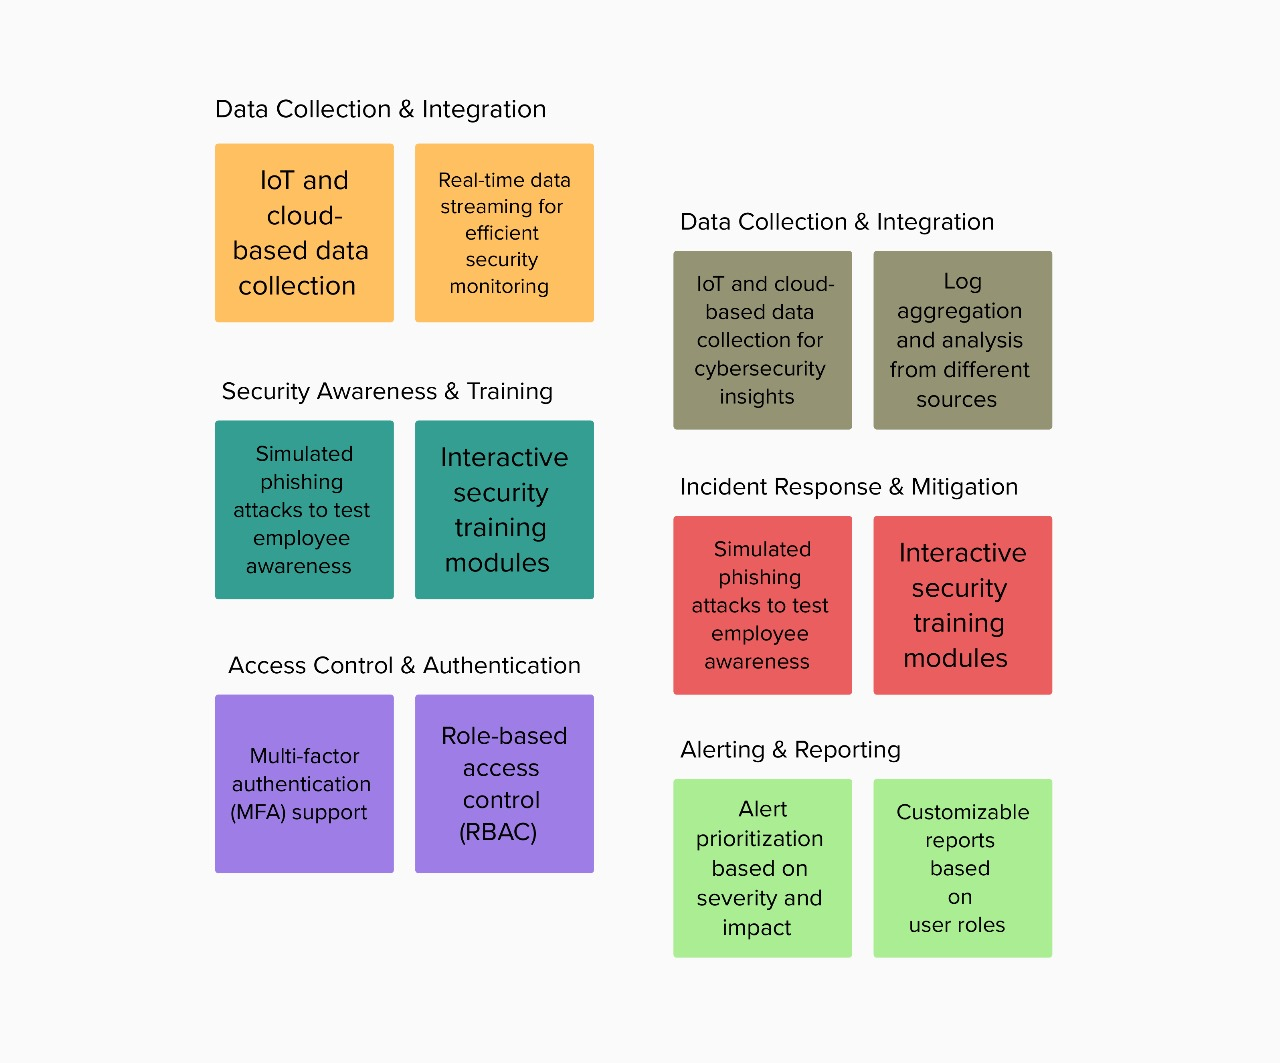 Data Collection & Integration
IoT and
cloud-
based data
collection
Real-time data
streaming for
efficient
security
monitoring
Security Awareness & Training
Simulated
phishing
attacks to test
employee
awareness
Interactive
security
training
modules
Access Control & Authentication
Multi-factor
authentication
(MFA) support
Role-based
access
control
(RBAC)
Data Collection & Integration
IoT and cloud-
based data
collection for
cybersecurity
insights
Log
aggregation
and analysis
from different
sources
Incident Response & Mitigation
Simulated
phishing
attacks to test
employee
awareness
Interactive
security
training
modules
Alerting & Reporting
Alert
prioritization
based on
severity and
impact
Customizable
reports
based
on
user roles